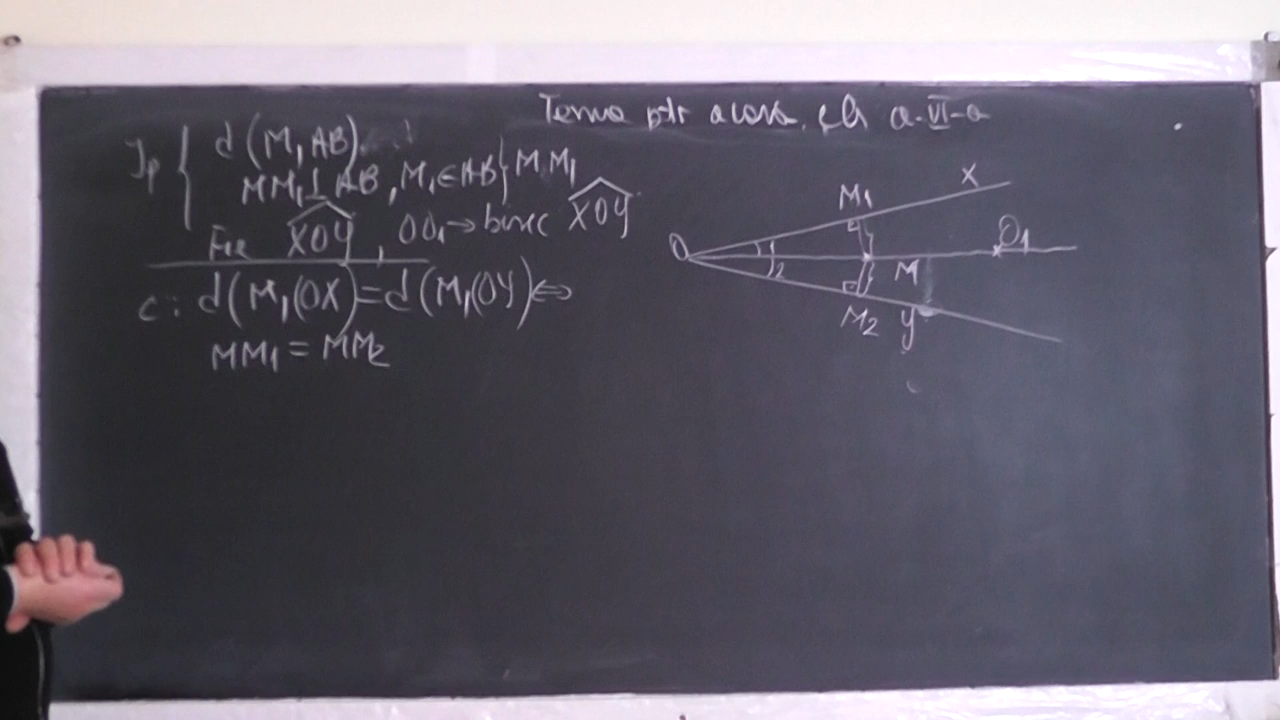 Tema ptr acasă, cls a-VI-a
Ip { d(M,AB)
MM₁⊥AB, M₁∈AB} MM₁
Fie XOY, OO₁→bisec XOY
C: d(M,(OX)=d(M,(OY)⇔
MM₁=MM₂
X
M₁
O
1
O₁
2
M
M₂
y